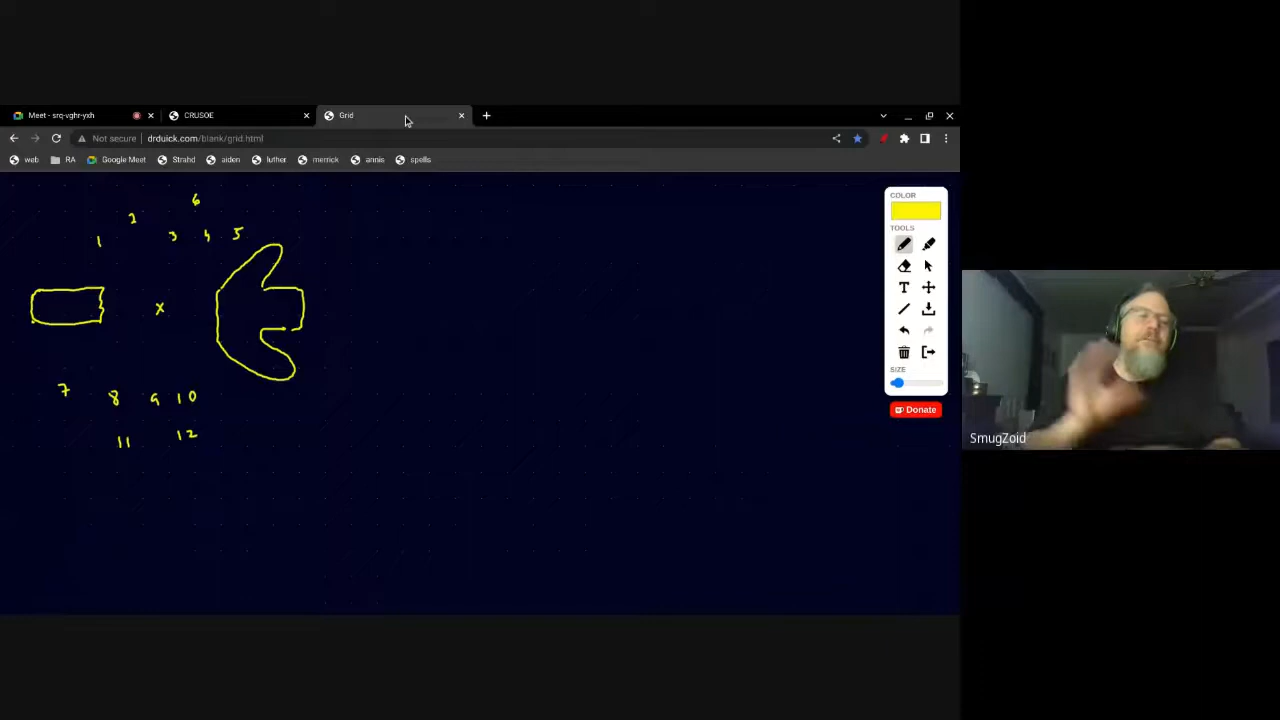 Meet - srq-vghr-yxh
CRUSOE
Grid
Not secure
drduick.com/blank/grid.html
web
RA
Google Meet
Strahd
aiden
luther
merrick
annis
spells
COLOR
TOOLS
T
SIZE
Donate
6
2
1 3 4 5
x
7 8 9 10
11 12
SmugZoid